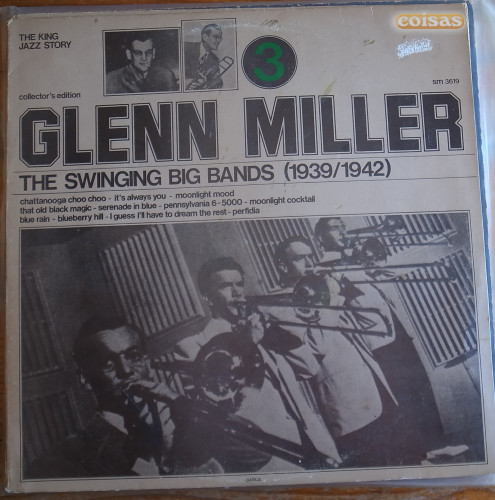 coisas
THE KING
JAZZ STORY
3
sm 3619
collector's edition
GLENN MILLER
THE SWINGING BIG BANDS (1939/1942)
chattanooga choo choo - it's always you - moonlight mood
that old black magic - serenade in blue - pennsylvania 6-5000 - moonlight cocktail
blue rain - blueberry hill - I guess I'll have to dream the rest - perfidia